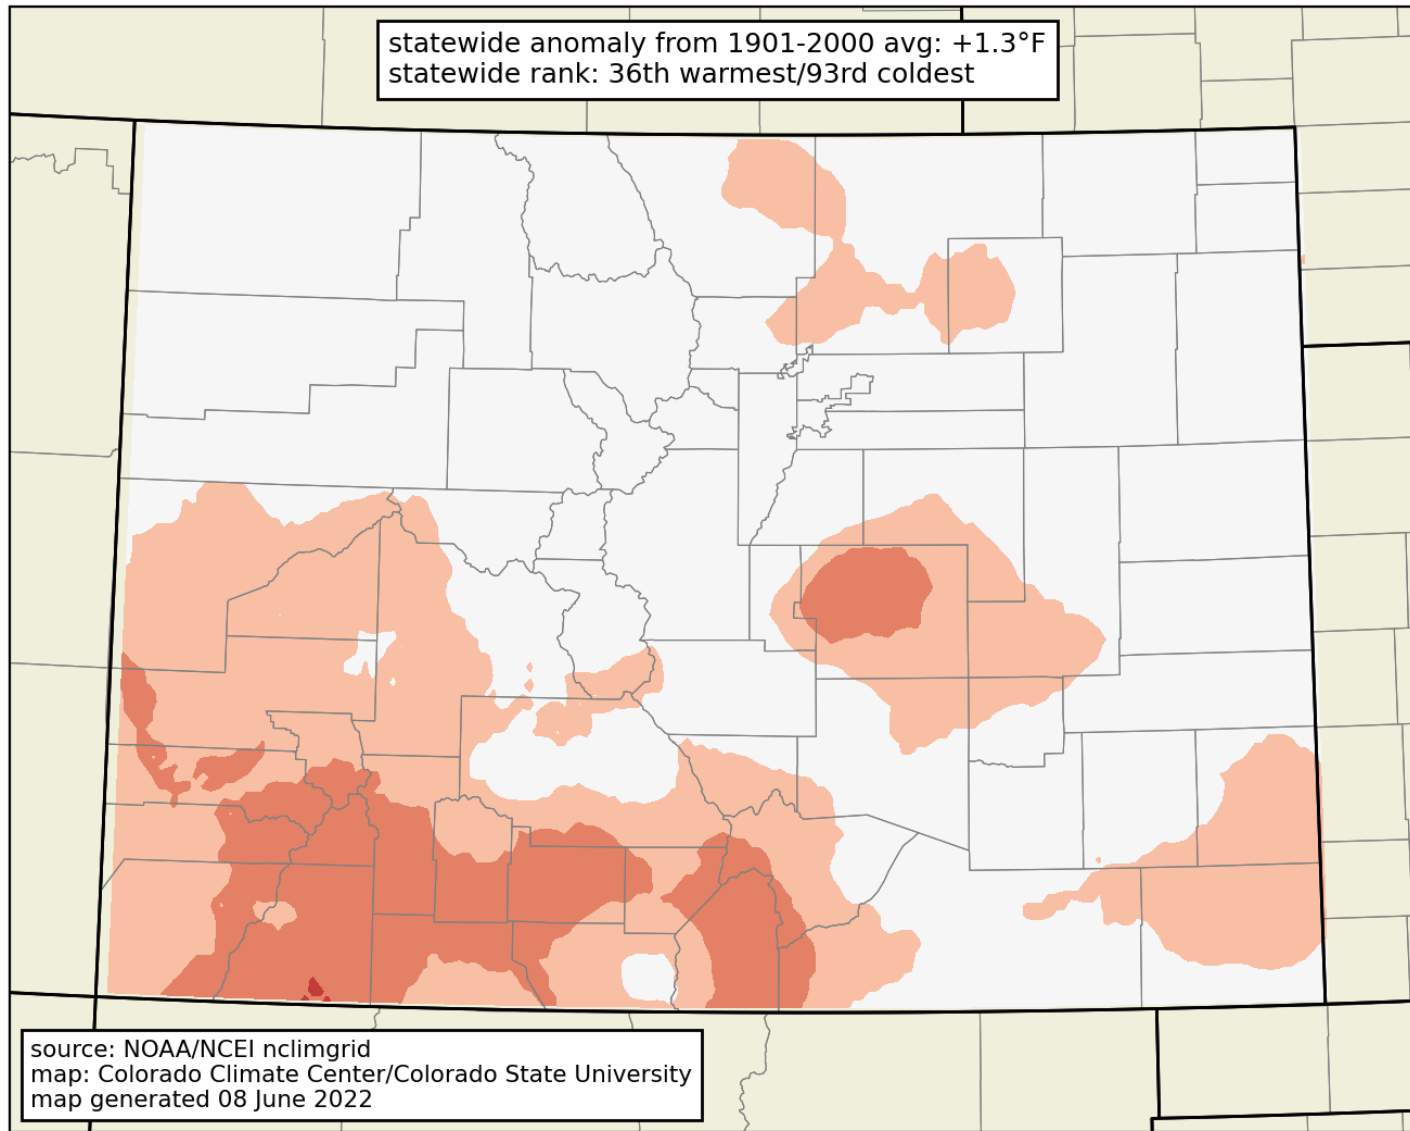 statewide anomaly from 1901-2000 avg: +1.3°F
statewide rank: 36th warmest/93rd coldest
source: NOAA/NCEI nclimgrid
map: Colorado Climate Center/Colorado State University
map generated 08 June 2022